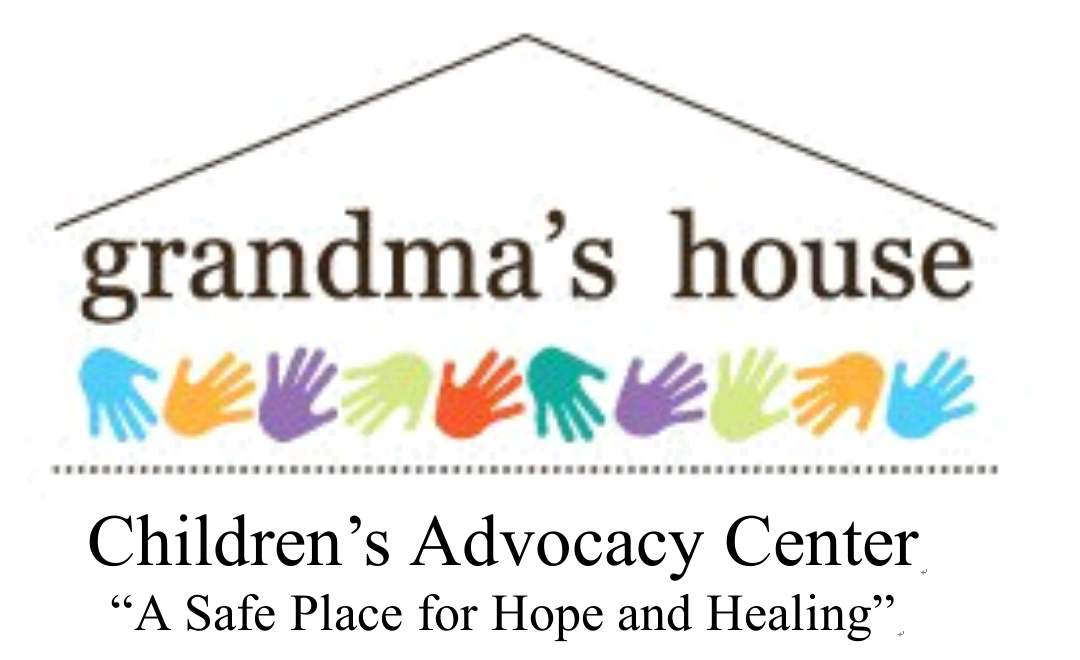 grandma’s house
Children’s Advocacy Center
“A Safe Place for Hope and Healing”